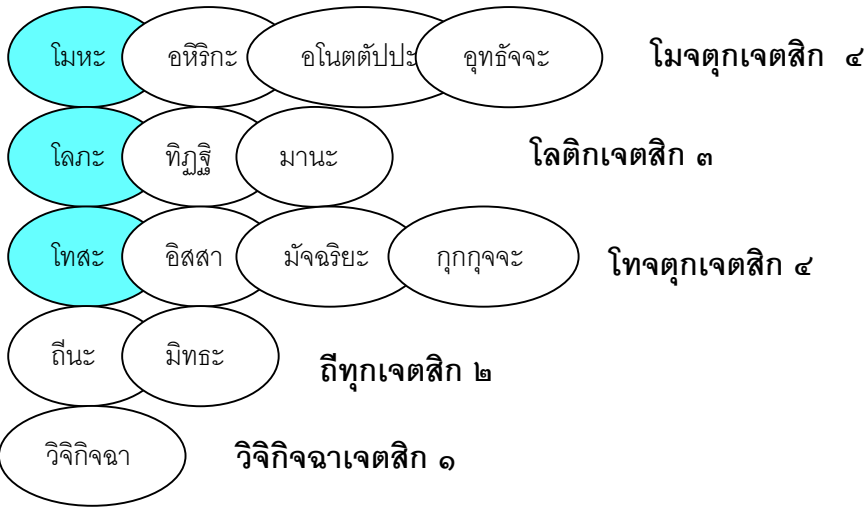 โมหะ อหิริกะ อโนตตัปปะ อุทธัจจะ โมจตุกเจตสิก ๔
โลภะ ทิฏฐิ มานะ โลติกเจตสิก ๓
โทสะ อิสสา มัจฉริยะ กุกกุจจะ โทจตุกเจตสิก ๔
ถีนะ มิทธะ ถีทุกเจตสิก ๒
วิจิกิจฉา วิจิกิจฉาเจตสิก ๑